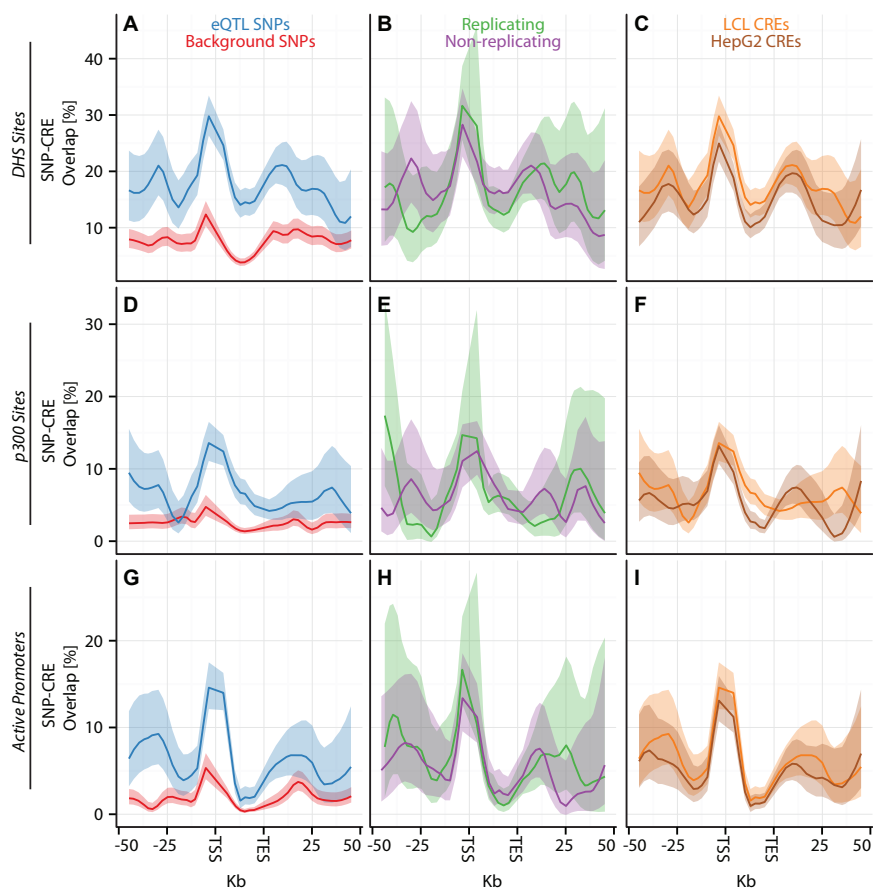 A
eQTL SNPs
Background SNPs
B
Replicating
Non-replicating
C
LCL CREs
HepG2 CREs
DHS Sites
SNP-CRE
Overlap [%]
40
30
20
10
D
E
F
p300 Sites
SNP-CRE
Overlap [%]
30
20
10
0
G
H
I
Active Promoters
SNP-CRE
Overlap [%]
20
10
0
-50 -25 TSS TES 25 50
-50 -25 TSS TES 25 50
-50 -25 TSS TES 25 50
Kb
Kb
Kb